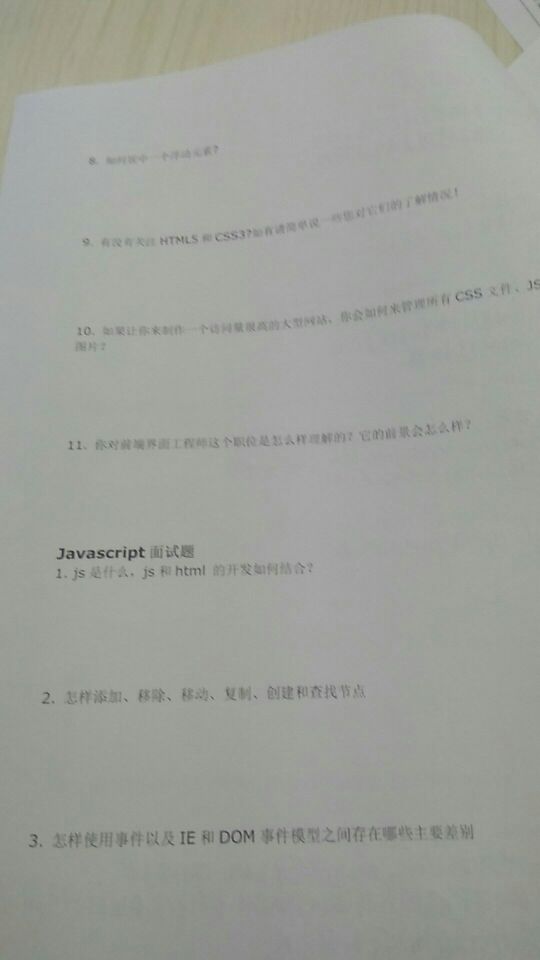 8. 如何居中一个浮动元素?
9. 有没有关注 HTML5 和 CSS3?如有请简单说一些您对它们的了解情况!
10. 如果让你来制作一个访问量很高的大型网站，你会如何来管理所有 CSS 文件、JS
图片?
11. 你对前端界面工程师这个职位是怎么样理解的? 它的前景会怎么样?
Javascript 面试题
1. js 是什么，js 和 html 的开发如何结合?
2. 怎样添加、移除、移动、复制、创建和查找节点
3. 怎样使用事件以及 IE 和 DOM 事件模型之间存在哪些主要差别